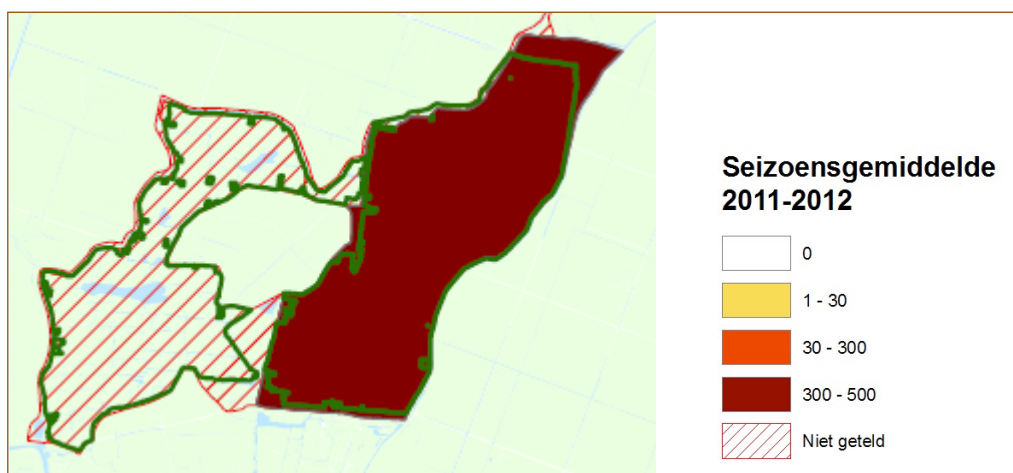 Seizoensgemiddelde
2011-2012
0
1 - 30
30 - 300
300 - 500
Niet geteld